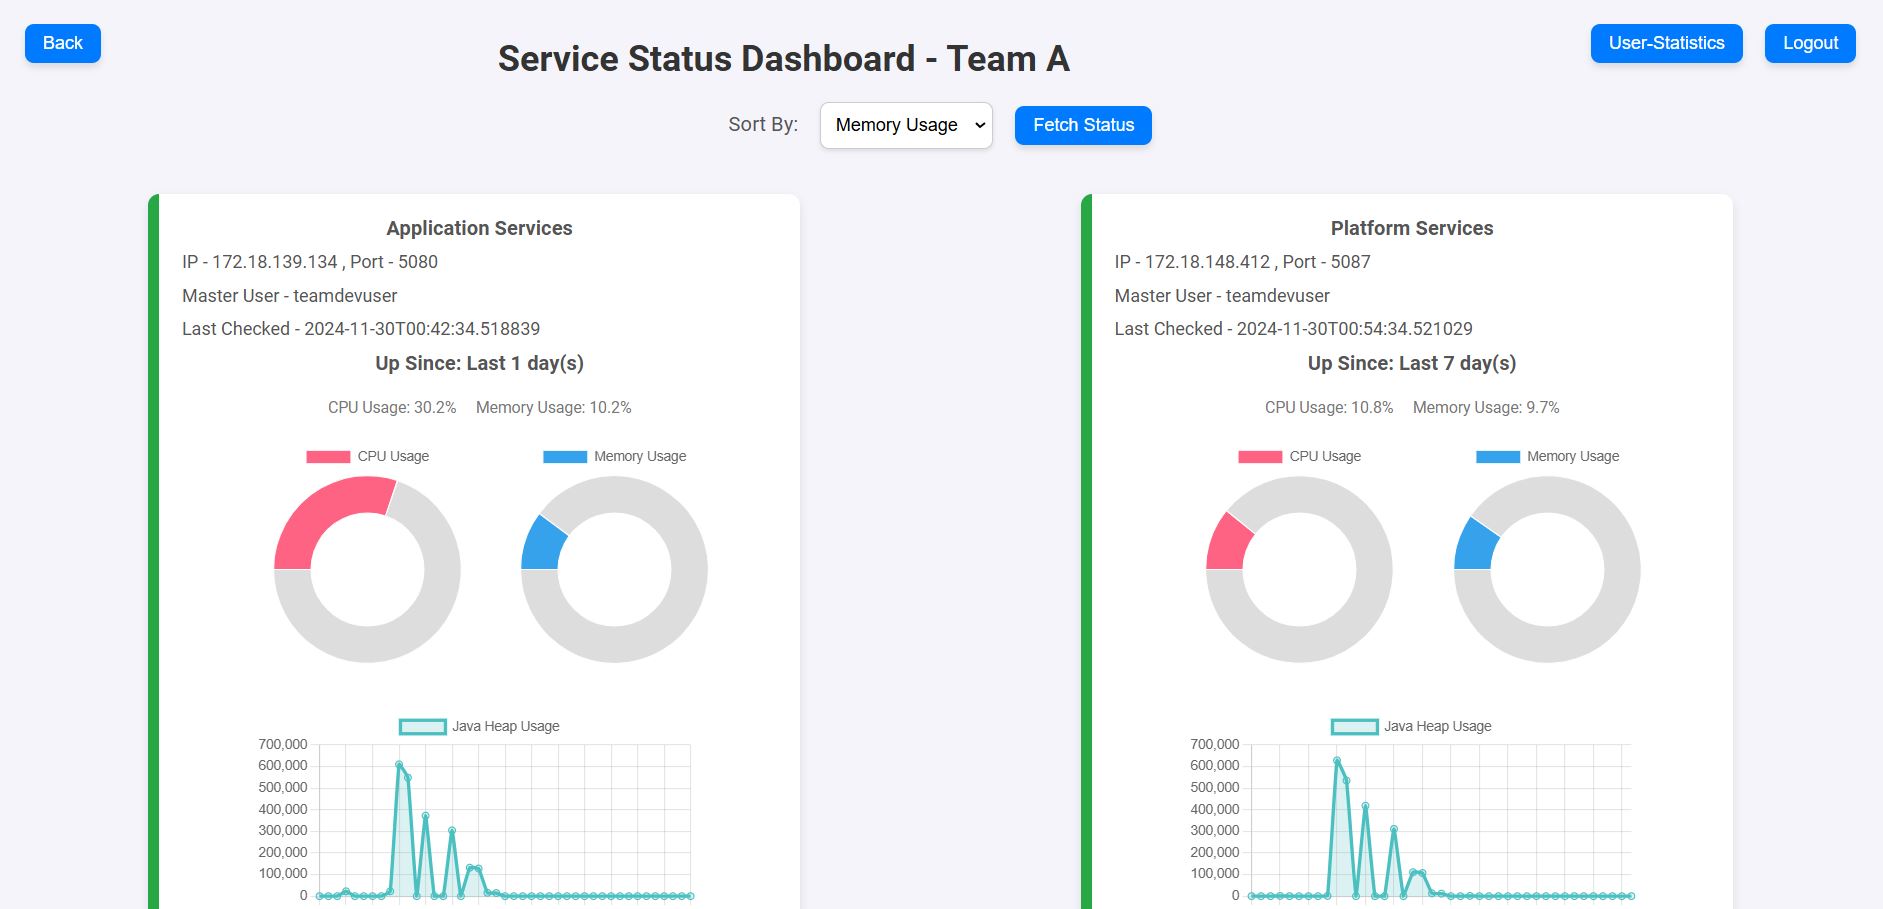 Back
Service Status Dashboard - Team A
User-Statistics
Logout
Sort By:
Memory Usage
Fetch Status
Application Services
IP - 172.18.139.134 , Port - 5080
Master User - teamdevuser
Last Checked - 2024-11-30T00:42:34.518839
Up Since: Last 1 day(s)
CPU Usage: 30.2% Memory Usage: 10.2%
CPU Usage
Memory Usage
Java Heap Usage
700,000
600,000
500,000
400,000
300,000
200,000
100,000
0
Platform Services
IP - 172.18.148.412 , Port - 5087
Master User - teamdevuser
Last Checked - 2024-11-30T00:54:34.521029
Up Since: Last 7 day(s)
CPU Usage: 10.8% Memory Usage: 9.7%
CPU Usage
Memory Usage
Java Heap Usage
700,000
600,000
500,000
400,000
300,000
200,000
100,000
0